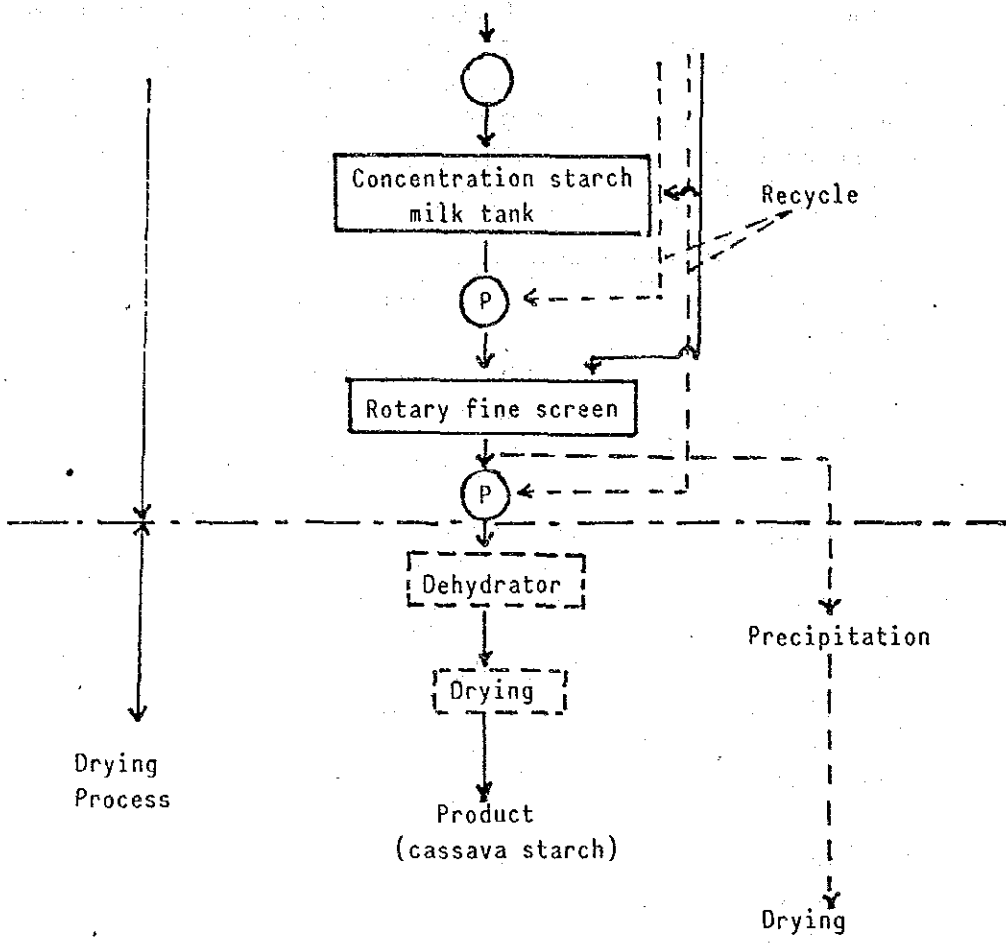 Concentration starch
milk tank
Recycle
P
Rotary fine screen
P
Dehydrator
Precipitation
Drying
Drying
Process
Product
(cassava starch)
Drying